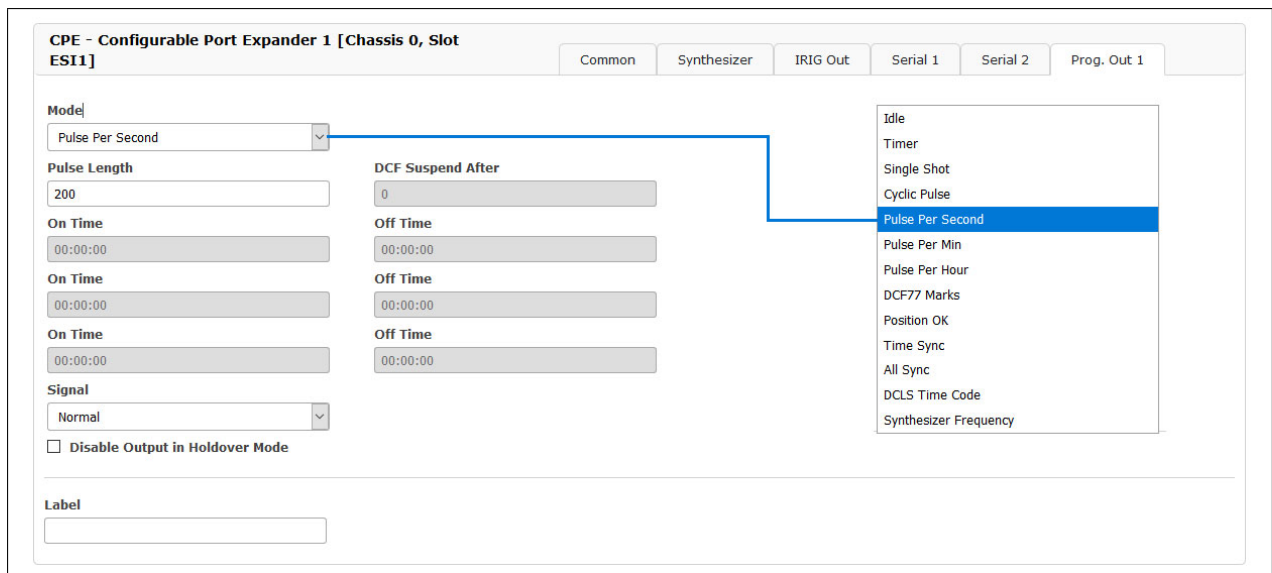 CPE - Configurable Port Expander 1 [Chassis 0, Slot
ESI1]
Common Synthesizer IRIG Out Serial 1 Serial 2 Prog. Out 1
Mode
Pulse Per Second
Pulse Length DCF Suspend After
200 0
On Time Off Time
00:00:00 00:00:00
On Time Off Time
00:00:00 00:00:00
On Time Off Time
00:00:00 00:00:00
Signal
Normal
Disable Output in Holdover Mode
Label
Idle
Timer
Single Shot
Cyclic Pulse
Pulse Per Second
Pulse Per Min
Pulse Per Hour
DCF77 Marks
Position OK
Time Sync
All Sync
DCLS Time Code
Synthesizer Frequency